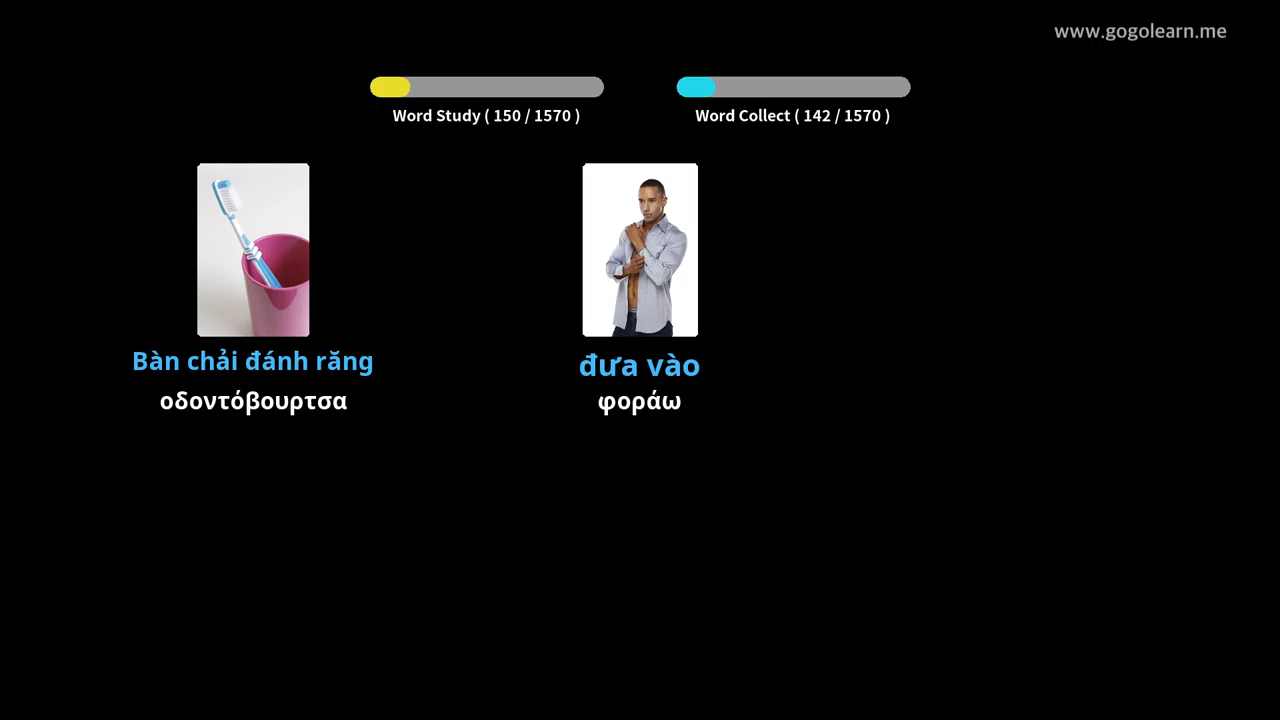 www.gogolearn.me
Word Study ( 150 / 1570 )
Word Collect ( 142 / 1570 )
Bàn chải đánh răng
οδοντόβουρτσα
đưa vào
φοράω